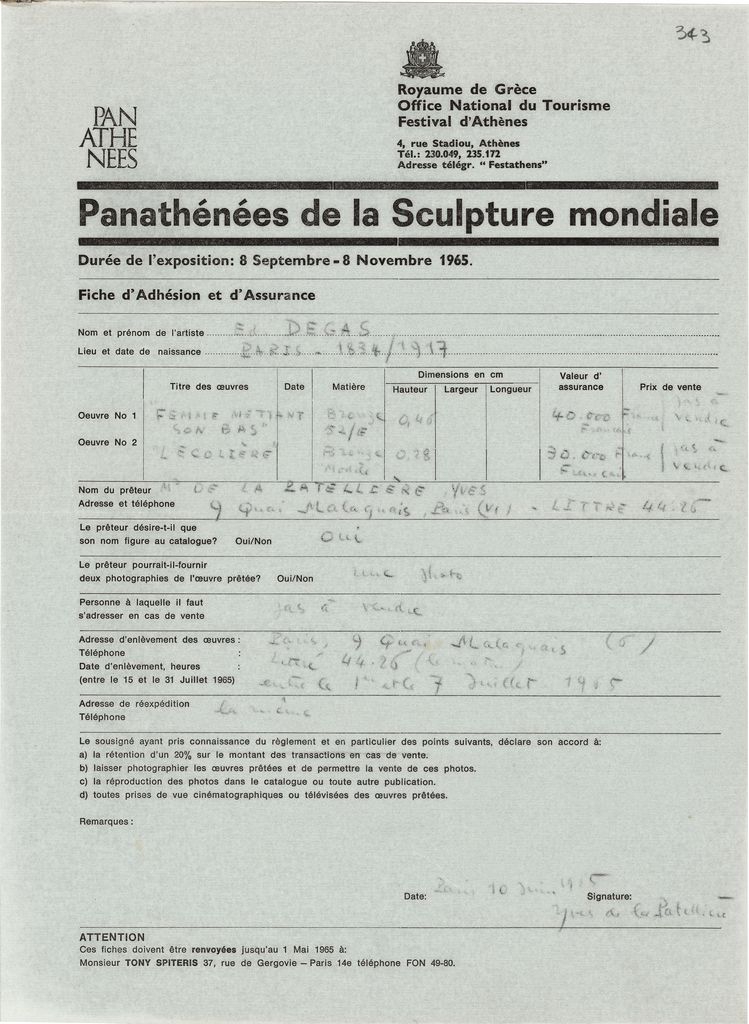 343
Royaume de Grèce
Office National du Tourisme
Festival d'Athènes
4, rue Stadiou, Athènes
Tél.: 230.049, 235.172
Adresse télégr. “ Festathens”
PAN
ATHE
NEES
Panathénées de la Sculpture mondiale
Durée de l'exposition: 8 Septembre - 8 Novembre 1965.
Fiche d'Adhésion et d'Assurance
Nom et prénom de l'artiste Ed. DEGAS
Lieu et date de naissance PARIS - 1834/1917
Titre des œuvres Date Matière Dimensions en cm Hauteur Largeur Longueur Valeur d'assurance Prix de vente
Oeuvre No 1 FEMME METTANT Bronze 0,46 40.000 Francs pas à
SON BAS" 52/E Français vendre
Oeuvre No 2 "L'ECOLIÈRE" Bronze 0,28 30.000 Francs pas à
Modèle Français vendre
Nom du prêteur Mr DE LA PATELLIÈRE, YVES
Adresse et téléphone 9 Quai Malaquais, Paris (VI) - LITTRE 44.26
Le prêteur désire-t-il que
son nom figure au catalogue? Oui/Non Oui
Le prêteur pourrait-il-fournir
deux photographies de l'œuvre prêtée? Oui/Non une photo
Personne à laquelle il faut
s'adresser en cas de vente pas à vendre
Adresse d'enlèvement des œuvres : Paris, 9 Quai Malaquais (6)
Téléphone : Littré 44.26 (le matin)
Date d'enlèvement, heures :
(entre le 15 et le 31 Juillet 1965) entre le 1er et le 7 Juillet 1965
Adresse de réexpédition la même
Téléphone
Le sousigné ayant pris connaissance du règlement et en particulier des points suivants, déclare son accord à:
a) la rétention d'un 20% sur le montant des transactions en cas de vente.
b) laisser photographier les œuvres prêtées et de permettre la vente de ces photos.
c) la réproduction des photos dans le catalogue ou toute autre publication.
d) toutes prises de vue cinématographiques ou télévisées des œuvres prêtées.
Remarques :
Date: Paris 10 Juin 1965 Signature:
Yves de la Patellière
ATTENTION
Ces fiches doivent être renvoyées jusqu'au 1 Mai 1965 à:
Monsieur TONY SPITERIS 37, rue de Gergovie – Paris 14e téléphone FON 49-80.